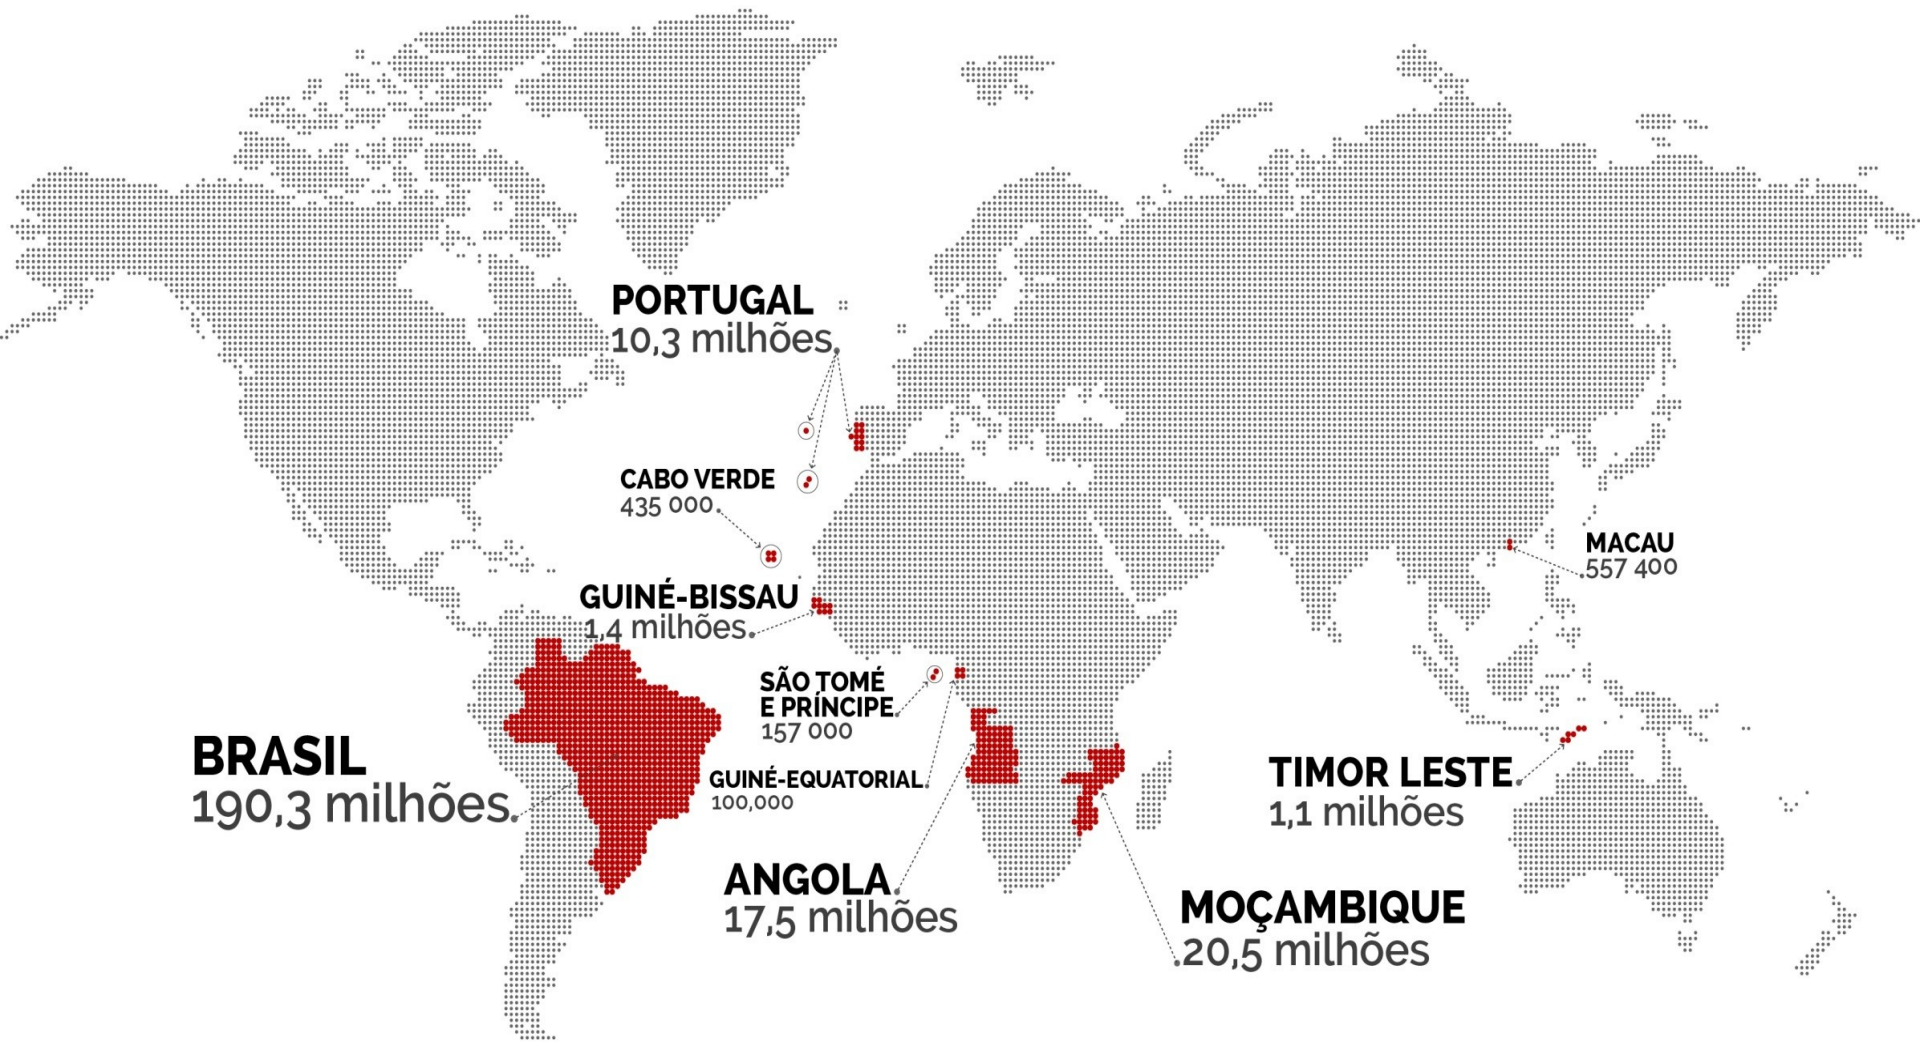 PORTUGAL
10,3 milhões
CABO VERDE
435 000
MACAU
557 400
GUINÉ-BISSAU
1,4 milhões
SÃO TOMÉ
E PRÍNCIPE
157 000
BRASIL
190,3 milhões
GUINÉ-EQUATORIAL
100,000
TIMOR LESTE
1,1 milhões
ANGOLA
17,5 milhões
MOÇAMBIQUE
20,5 milhões